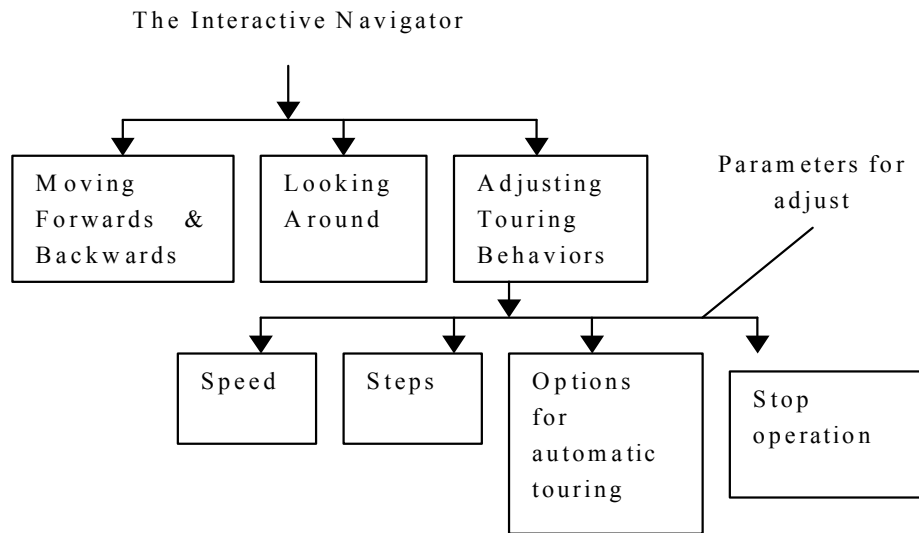 The Interactive Navigator
Moving
Forwards &
Backwards
Looking
Around
Adjusting
Touring
Behaviors
Parameters for
adjust
Speed
Steps
Options
for
automatic
touring
Stop
operation